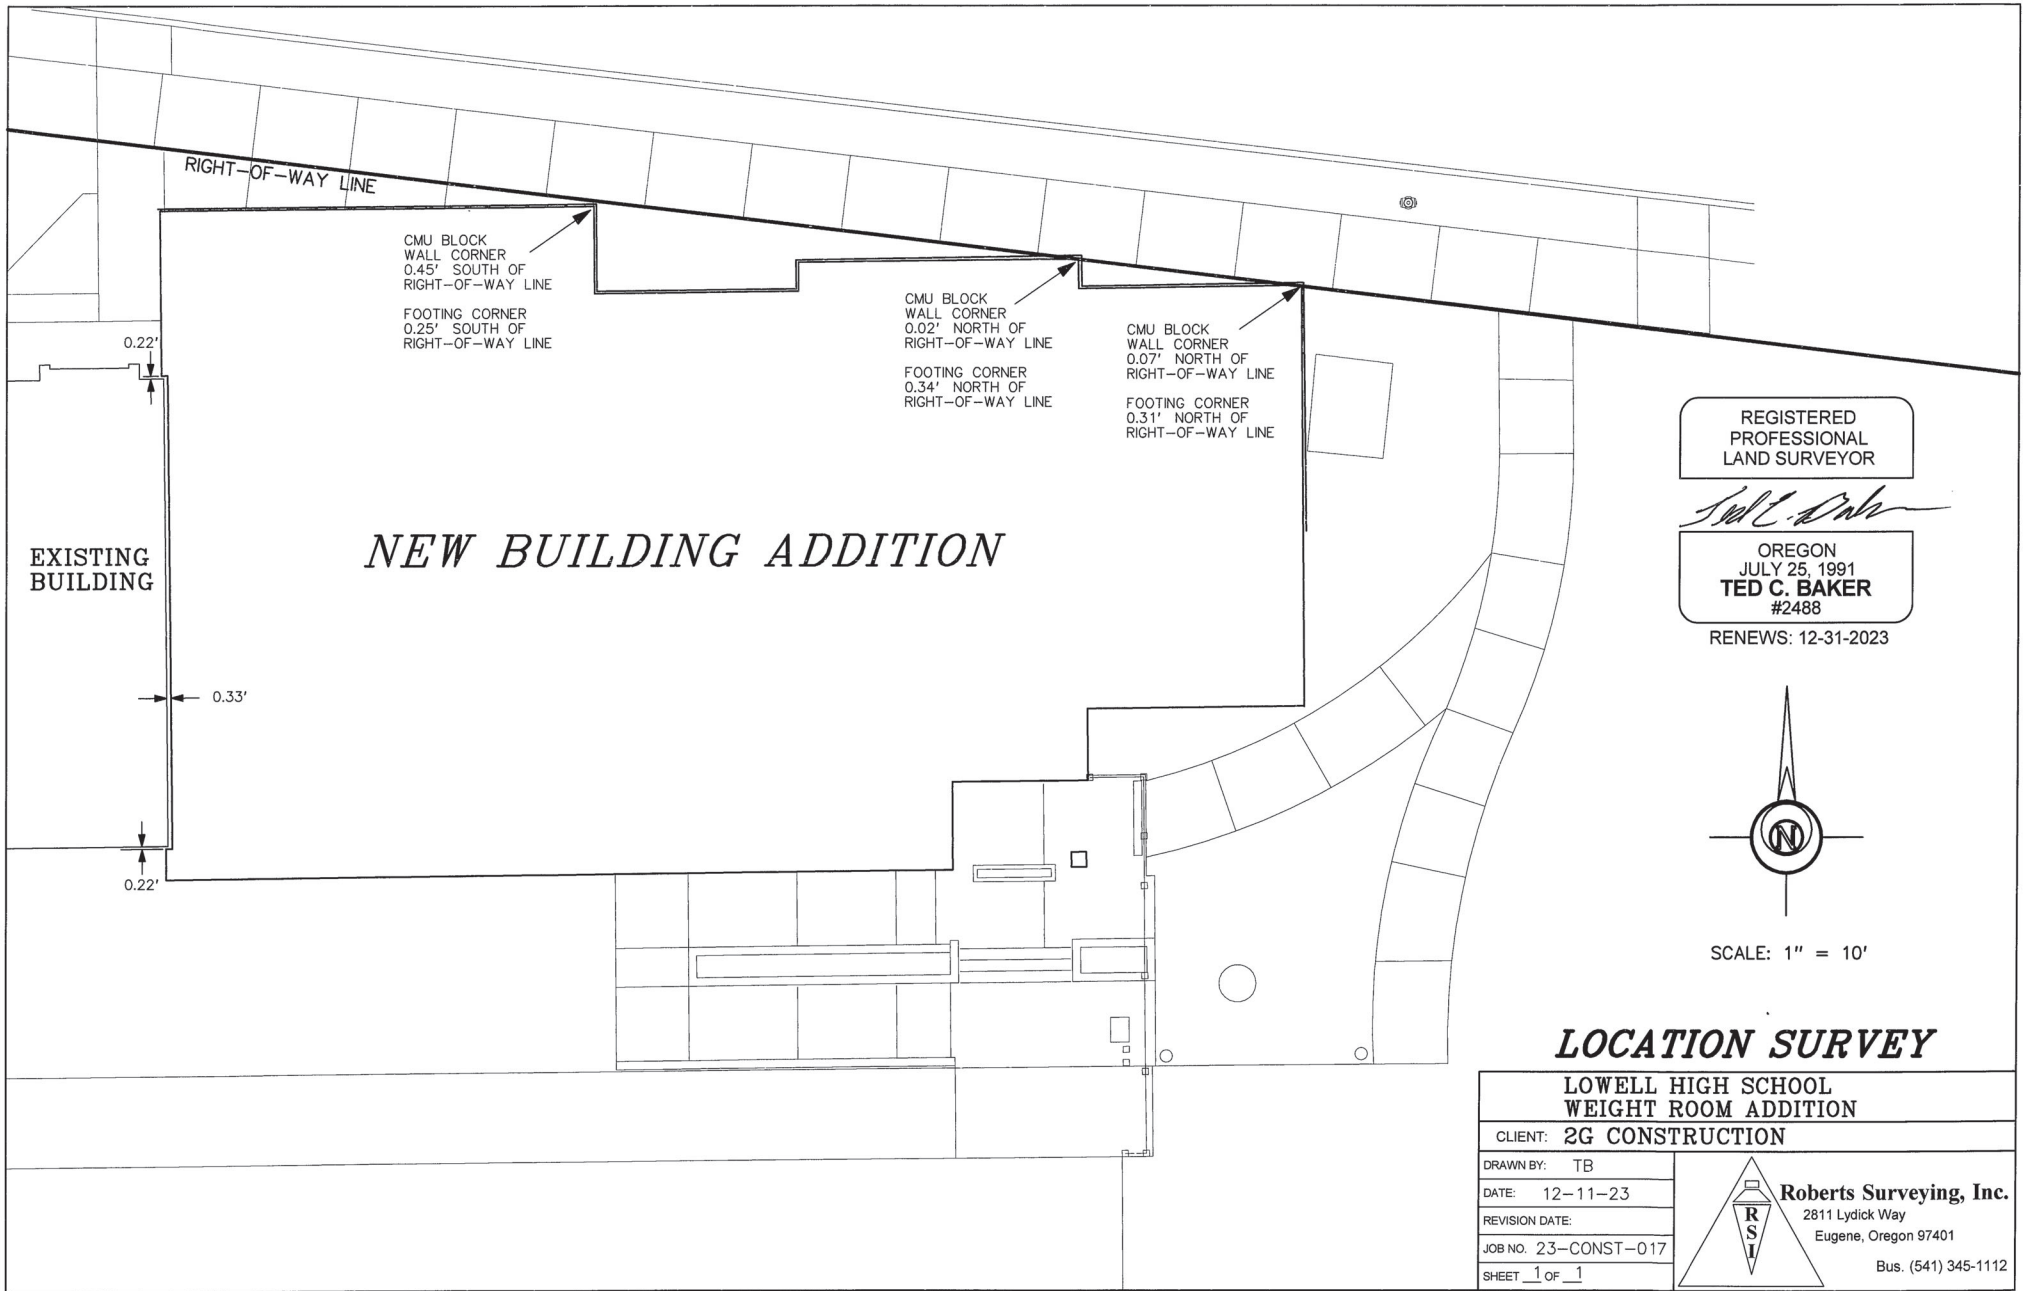 RIGHT-OF-WAY LINE
CMU BLOCK
WALL CORNER
0.45' SOUTH OF
RIGHT-OF-WAY LINE
FOOTING CORNER
0.25' SOUTH OF
RIGHT-OF-WAY LINE
CMU BLOCK
WALL CORNER
0.02' NORTH OF
RIGHT-OF-WAY LINE
FOOTING CORNER
0.34' NORTH OF
RIGHT-OF-WAY LINE
CMU BLOCK
WALL CORNER
0.07' NORTH OF
RIGHT-OF-WAY LINE
FOOTING CORNER
0.31' NORTH OF
RIGHT-OF-WAY LINE
0.22'
EXISTING
BUILDING
NEW BUILDING ADDITION
0.33'
0.22'
REGISTERED
PROFESSIONAL
LAND SURVEYOR
Ted C. Baker
OREGON
JULY 25, 1991
TED C. BAKER
#2488
RENEWS: 12-31-2023
N
SCALE: 1" = 10'
LOCATION SURVEY
LOWELL HIGH SCHOOL
WEIGHT ROOM ADDITION
CLIENT: 2G CONSTRUCTION
DRAWN BY: TB
DATE: 12-11-23
REVISION DATE:
JOB NO. 23-CONST-017
SHEET 1 OF 1
RSI
Roberts Surveying, Inc.
2811 Lydick Way
Eugene, Oregon 97401
Bus. (541) 345-1112